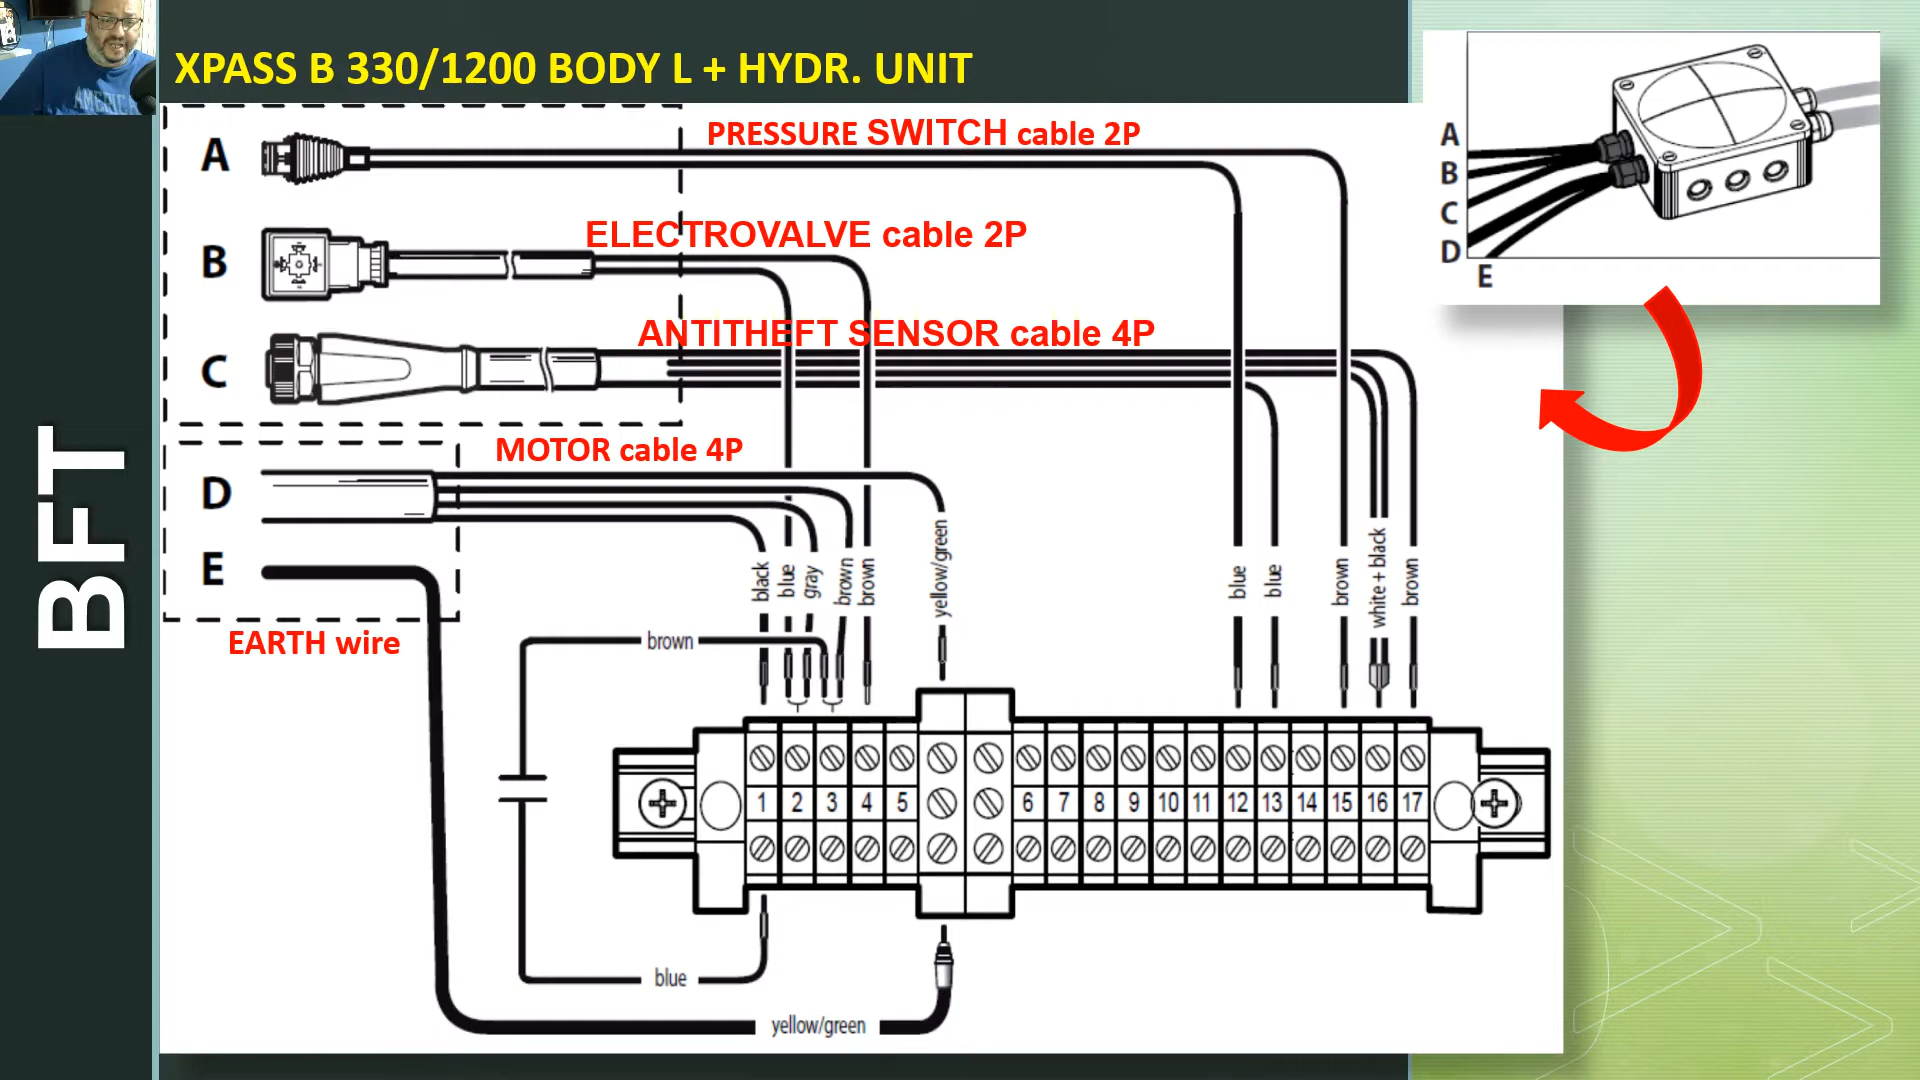 XPASS B 330/1200 BODY L + HYDR. UNIT
BFT
AMERIC
A
PRESSURE SWITCH cable 2P
B
ELECTROVALVE cable 2P
C
ANTITHEFT SENSOR cable 4P
D
MOTOR cable 4P
E
EARTH wire
A
B
C
D
E
black
blue
gray
brown
brown
yellow/green
blue
blue
brown
white + black
brown
brown
1 2 3 4 5 6 7 8 9 10 11 12 13 14 15 16 17
blue
yellow/green